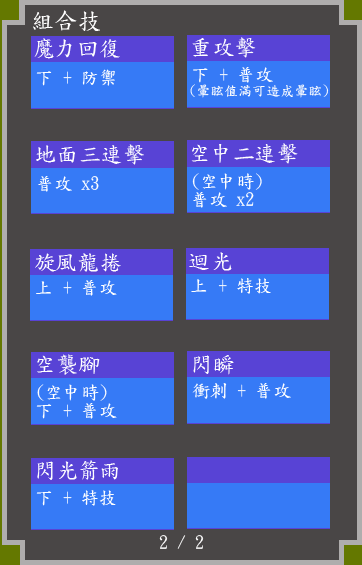 組合技
魔力回復
下 + 防禦
重攻擊
下 + 普攻
(暈眩值滿可造成暈眩)
地面三連擊
普攻 x3
空中二連擊
(空中時)
普攻 x2
旋風龍捲
上 + 普攻
迴光
上 + 特技
空襲腳
(空中時)
下 + 普攻
閃瞬
衝刺 + 普攻
閃光箭雨
下 + 特技
2 / 2